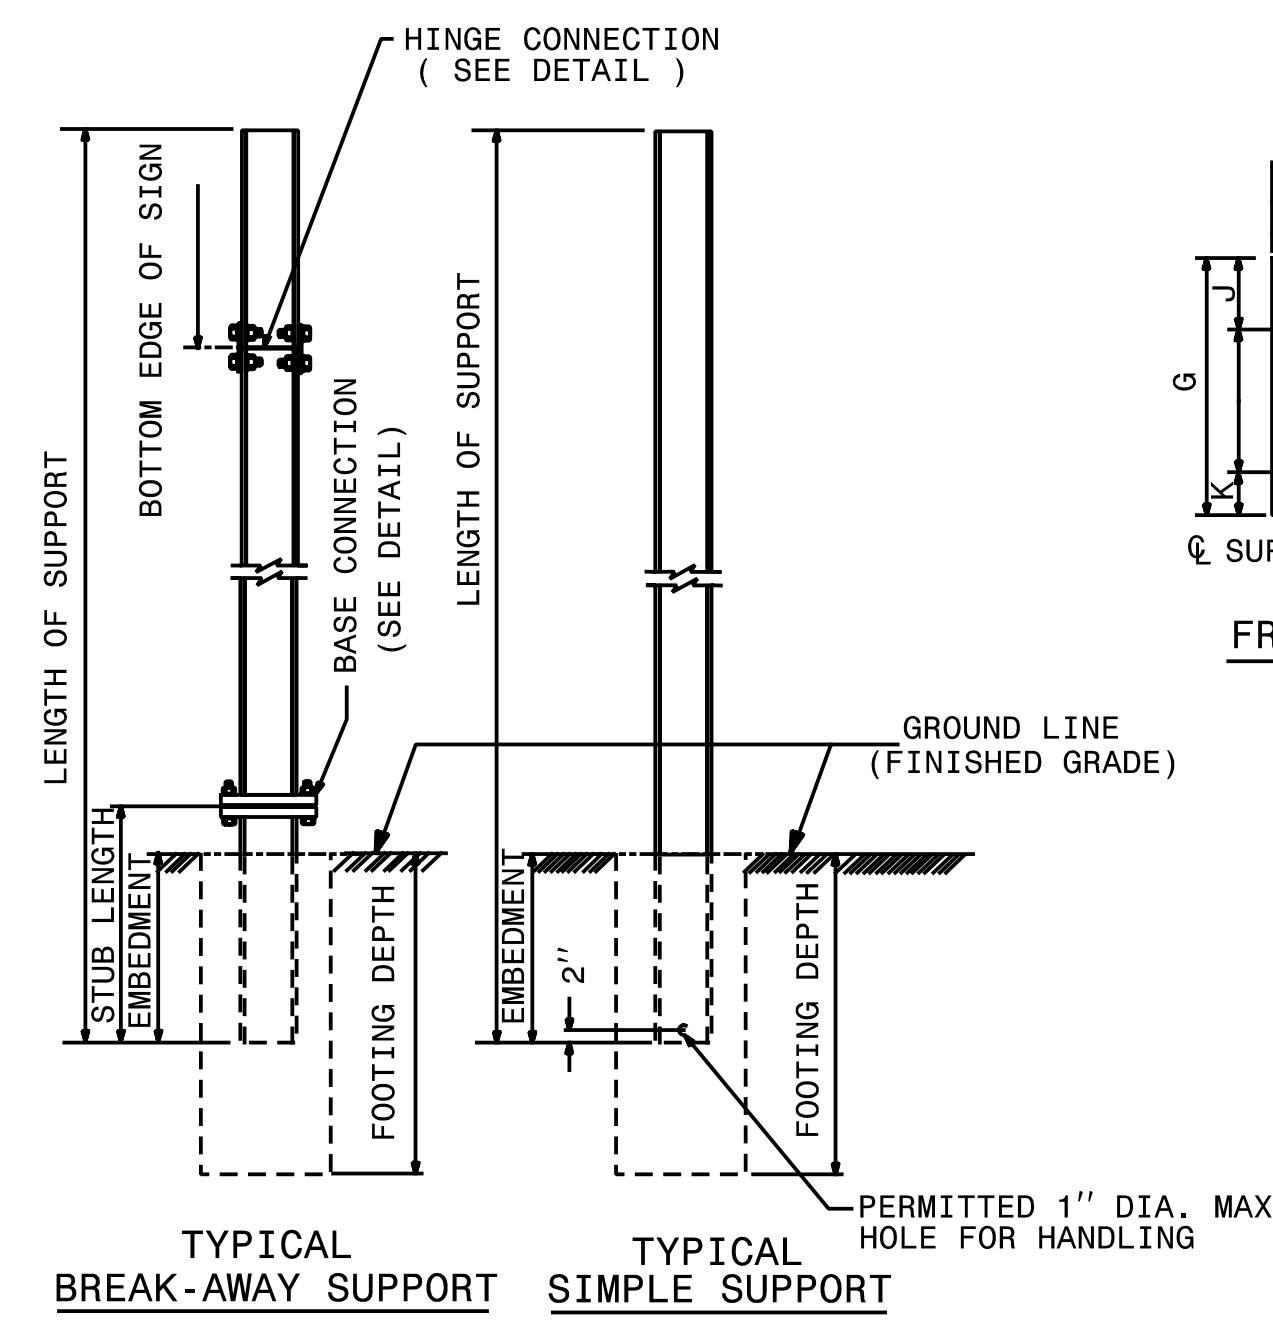 HINGE CONNECTION
( SEE DETAIL )
BOTTOM EDGE OF SIGN
LENGTH OF SUPPORT
BASE CONNECTION
(SEE DETAIL)
LENGTH OF SUPPORT
J
G
K
℄ SUP
FR
GROUND LINE
(FINISHED GRADE)
STUB LENGTH
EMBEDMENT
FOOTING DEPTH
EMBEDMENT
2''
FOOTING DEPTH
PERMITTED 1'' DIA. MAX
HOLE FOR HANDLING
TYPICAL
BREAK-AWAY SUPPORT
TYPICAL
SIMPLE SUPPORT